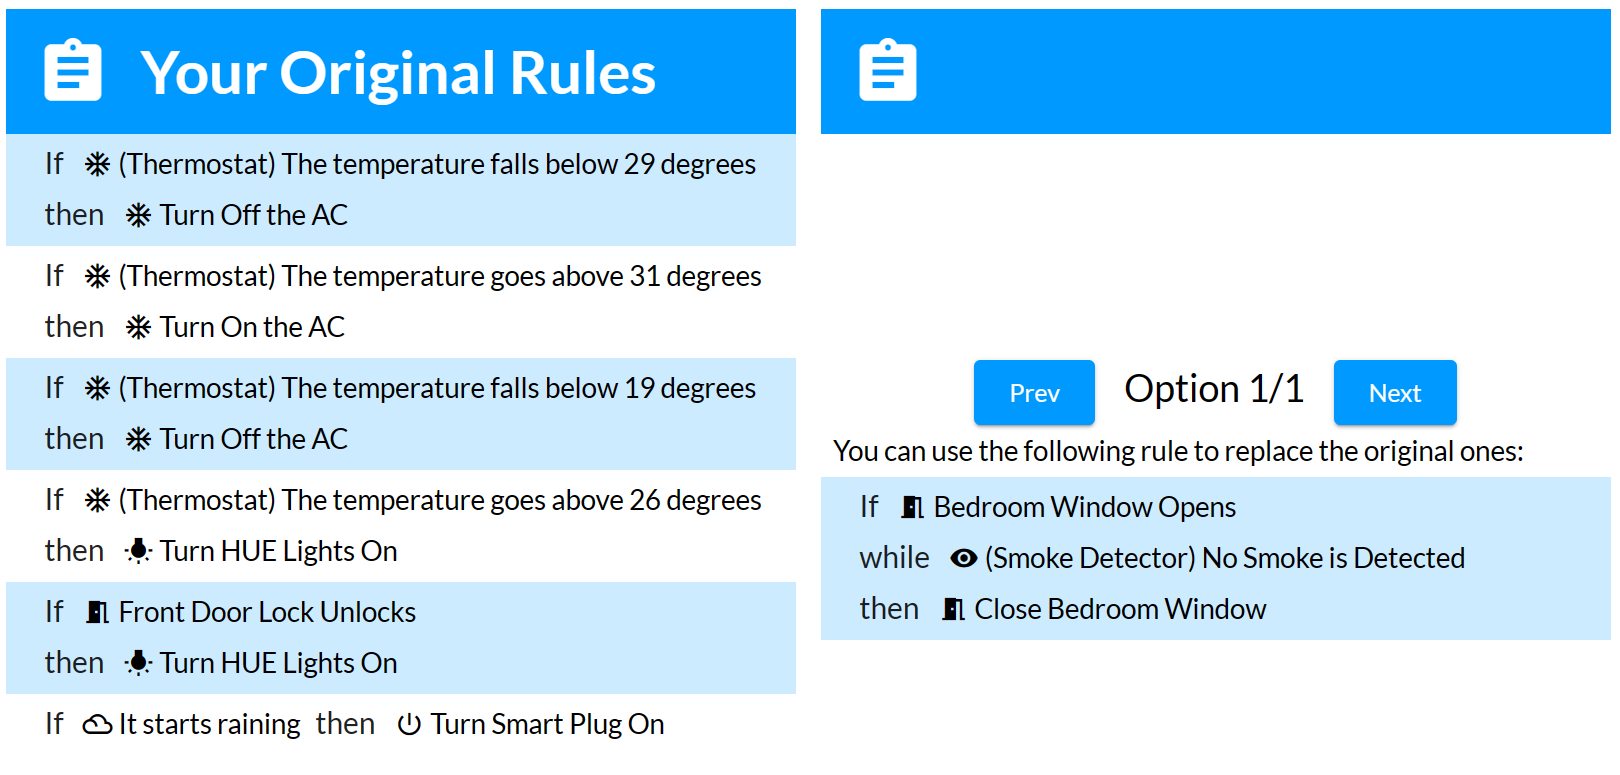 Your Original Rules
If (Thermostat) The temperature falls below 29 degrees
then Turn Off the AC
If (Thermostat) The temperature goes above 31 degrees
then Turn On the AC
If (Thermostat) The temperature falls below 19 degrees
then Turn Off the AC
If (Thermostat) The temperature goes above 26 degrees
then Turn HUE Lights On
If Front Door Lock Unlocks
then Turn HUE Lights On
If It starts raining then Turn Smart Plug On
Prev Option 1/1 Next
You can use the following rule to replace the original ones:
If Bedroom Window Opens
while (Smoke Detector) No Smoke is Detected
then Close Bedroom Window